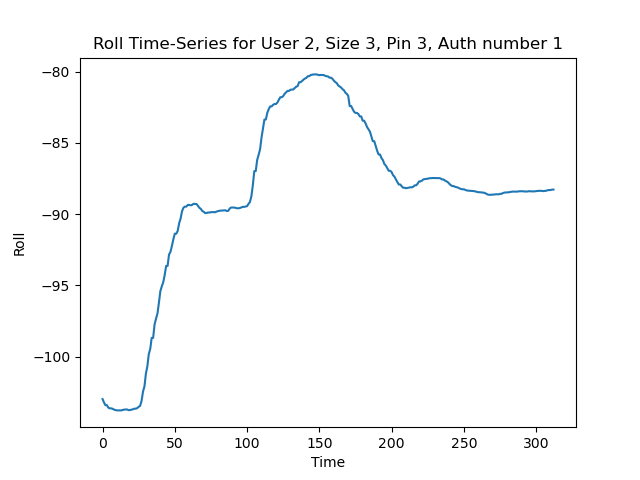 Roll Time-Series for User 2, Size 3, Pin 3, Auth number 1
−80
−85
−90
−95
−100
Roll
0 50 100 150 200 250 300
Time